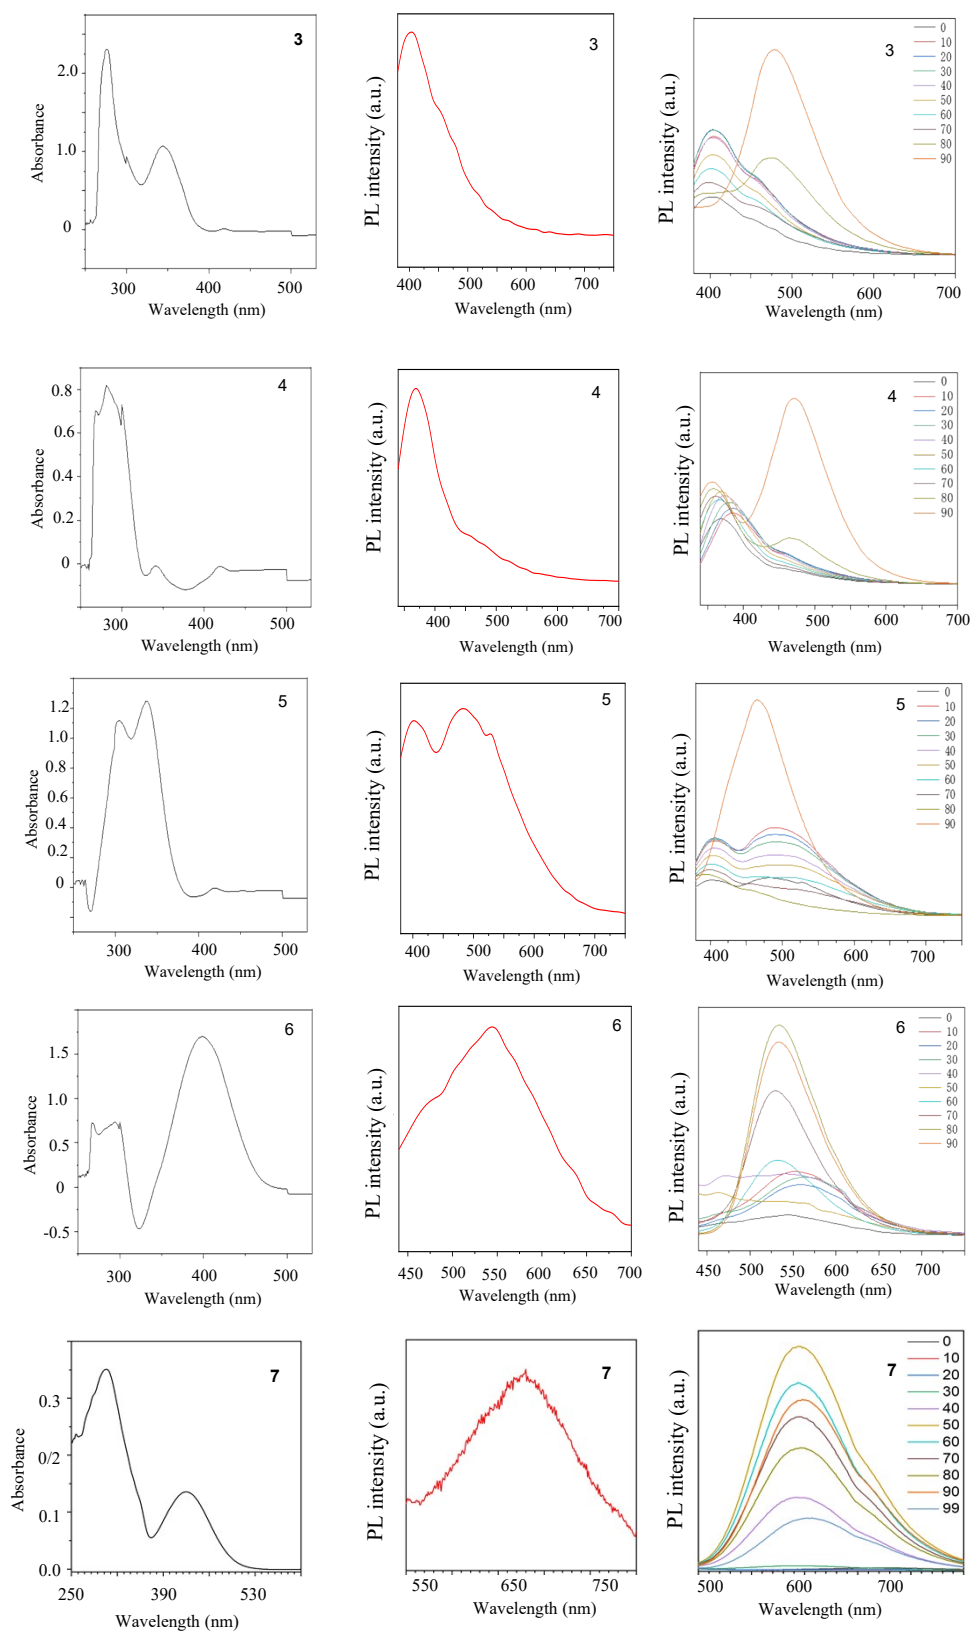 3
2.0
1.0
0
Absorbance
300 400 500
Wavelength (nm)
3
PL intensity (a.u.)
400 500 600 700
Wavelength (nm)
3
0
10
20
30
40
50
60
70
80
90
PL intensity (a.u.)
400 500 600 700
Wavelength (nm)
4
0.8
0.6
0.4
0.2
0
Absorbance
300 400 500
Wavelength (nm)
4
PL intensity (a.u.)
400 500 600 700
Wavelength (nm)
4
0
10
20
30
40
50
60
70
80
90
PL intensity (a.u.)
400 500 600 700
Wavelength (nm)
5
1.2
1.0
0.8
0.6
0.4
0.2
0
Absorbance
300 400 500
Wavelength (nm)
5
PL intensity (a.u.)
400 500 600 700
Wavelength (nm)
5
0
10
20
30
40
50
60
70
80
90
PL intensity (a.u.)
400 500 600 700
Wavelength (nm)
6
1.5
1.0
0.5
0
-0.5
Absorbance
300 400 500
Wavelength (nm)
6
PL intensity (a.u.)
450 500 550 600 650 700
Wavelength (nm)
6
0
10
20
30
40
50
60
70
80
90
PL intensity (a.u.)
450 500 550 600 650 700
Wavelength (nm)
7
0.3
0/2
0.1
0.0
Absorbance
250 390 530
Wavelength (nm)
7
PL intensity (a.u.)
550 650 750
Wavelength (nm)
7
0
10
20
30
40
50
60
70
80
90
99
PL intensity (a.u.)
500 600 700
Wavelength (nm)